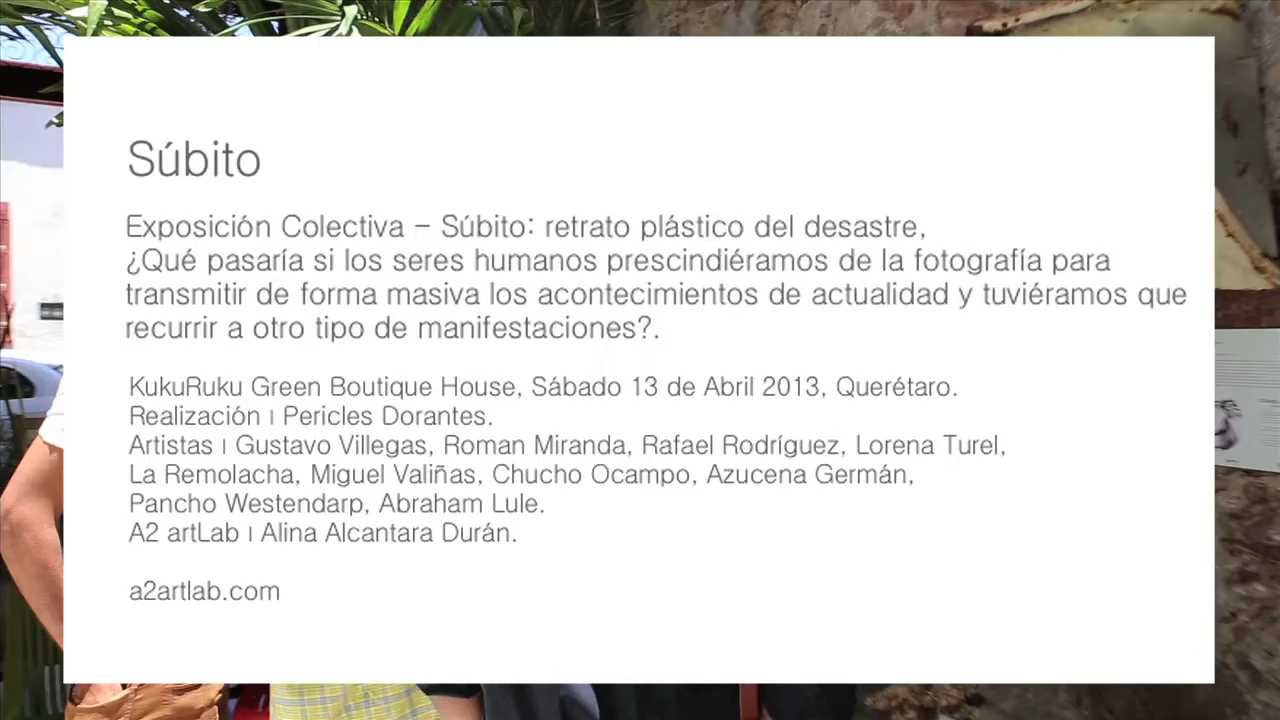 Súbito
Exposición Colectiva - Súbito: retrato plástico del desastre,
¿Qué pasaría si los seres humanos prescindiéramos de la fotografía para
transmitir de forma masiva los acontecimientos de actualidad y tuviéramos que
recurrir a otro tipo de manifestaciones?.
KukuRuku Green Boutique House, Sábado 13 de Abril 2013, Querétaro.
Realización | Pericles Dorantes.
Artistas | Gustavo Villegas, Roman Miranda, Rafael Rodríguez, Lorena Turel,
La Remolacha, Miguel Valiñas, Chucho Ocampo, Azucena Germán,
Pancho Westendarp, Abraham Lule.
A2 artLab | Alina Alcantara Durán.
a2artlab.com